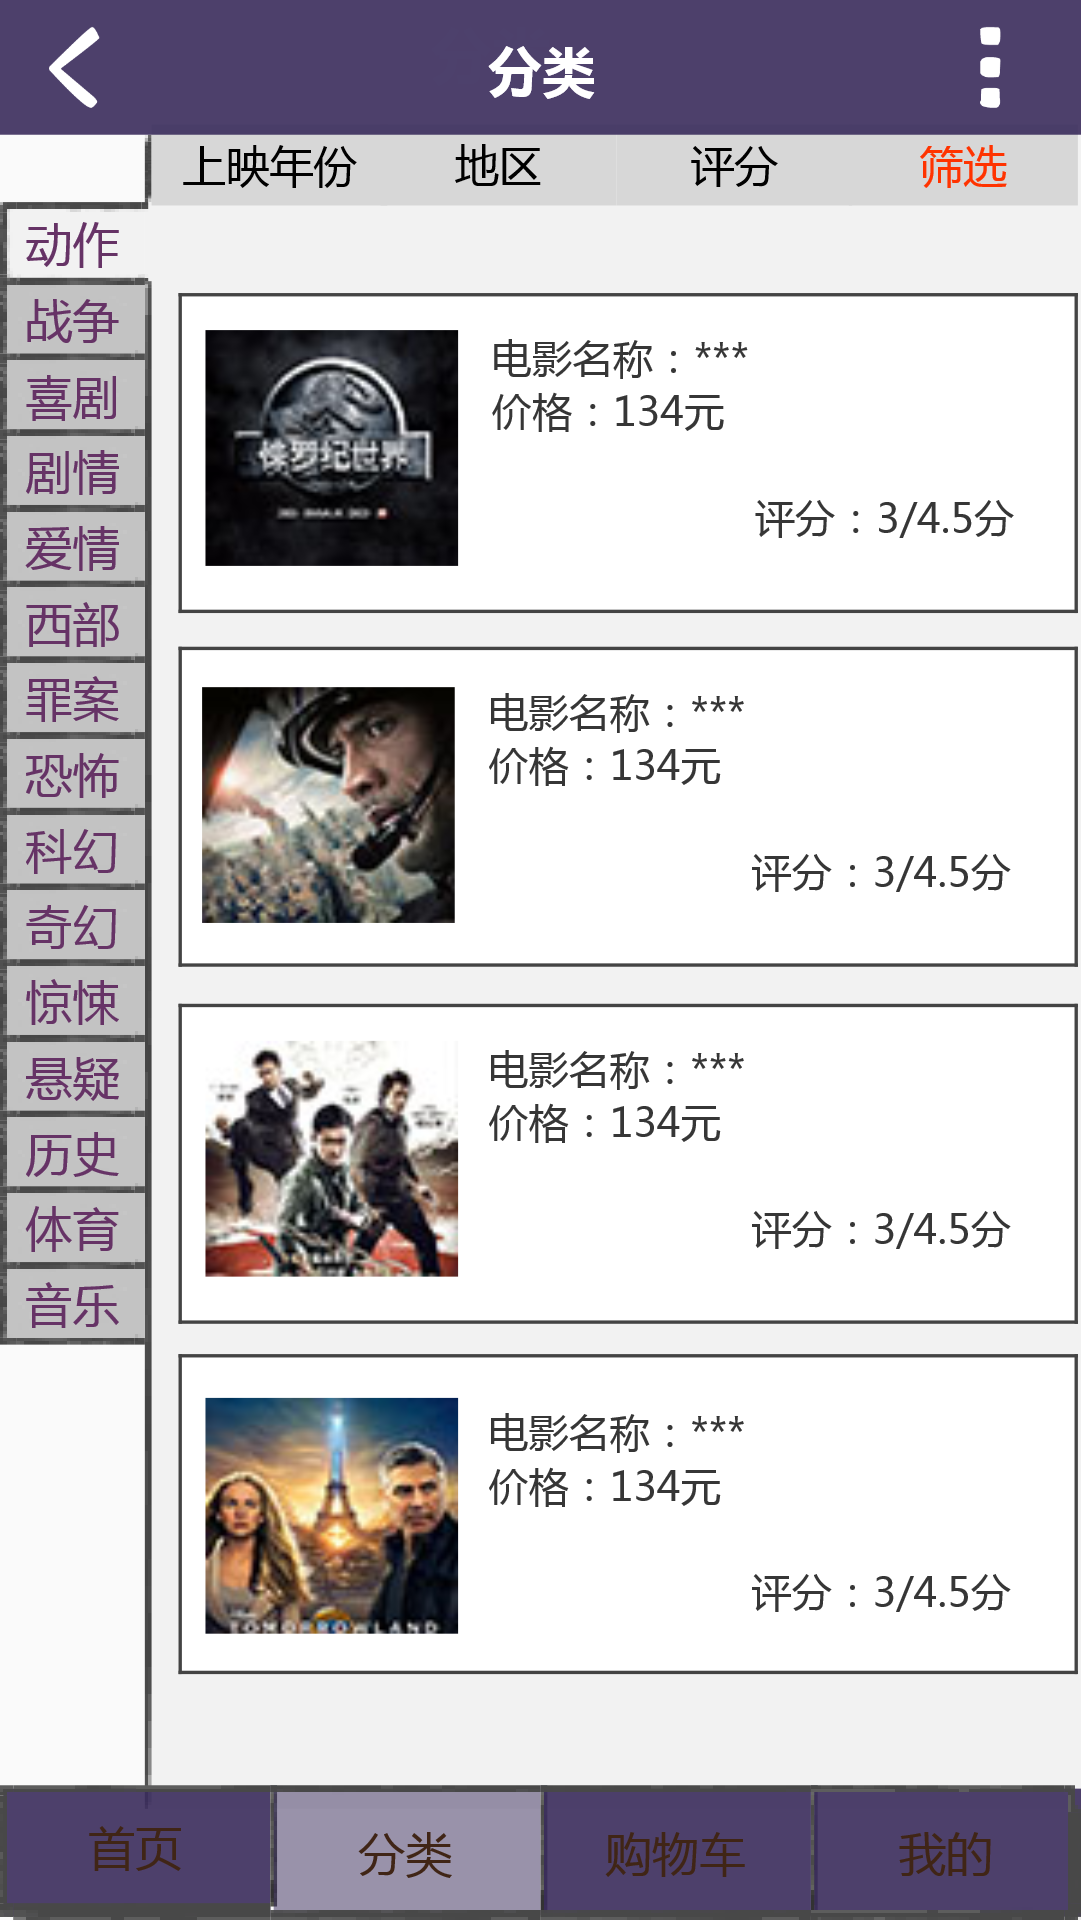 分类
上映年份 地区 评分 筛选
动作
战争
喜剧
剧情
爱情
西部
罪案
恐怖
科幻
奇幻
惊悚
悬疑
历史
体育
音乐
侏罗纪世界
电影名称：***
价格：134元
评分：3/4.5分
电影名称：***
价格：134元
评分：3/4.5分
电影名称：***
价格：134元
评分：3/4.5分
TOMORROWLAND
电影名称：***
价格：134元
评分：3/4.5分
首页 分类 购物车 我的